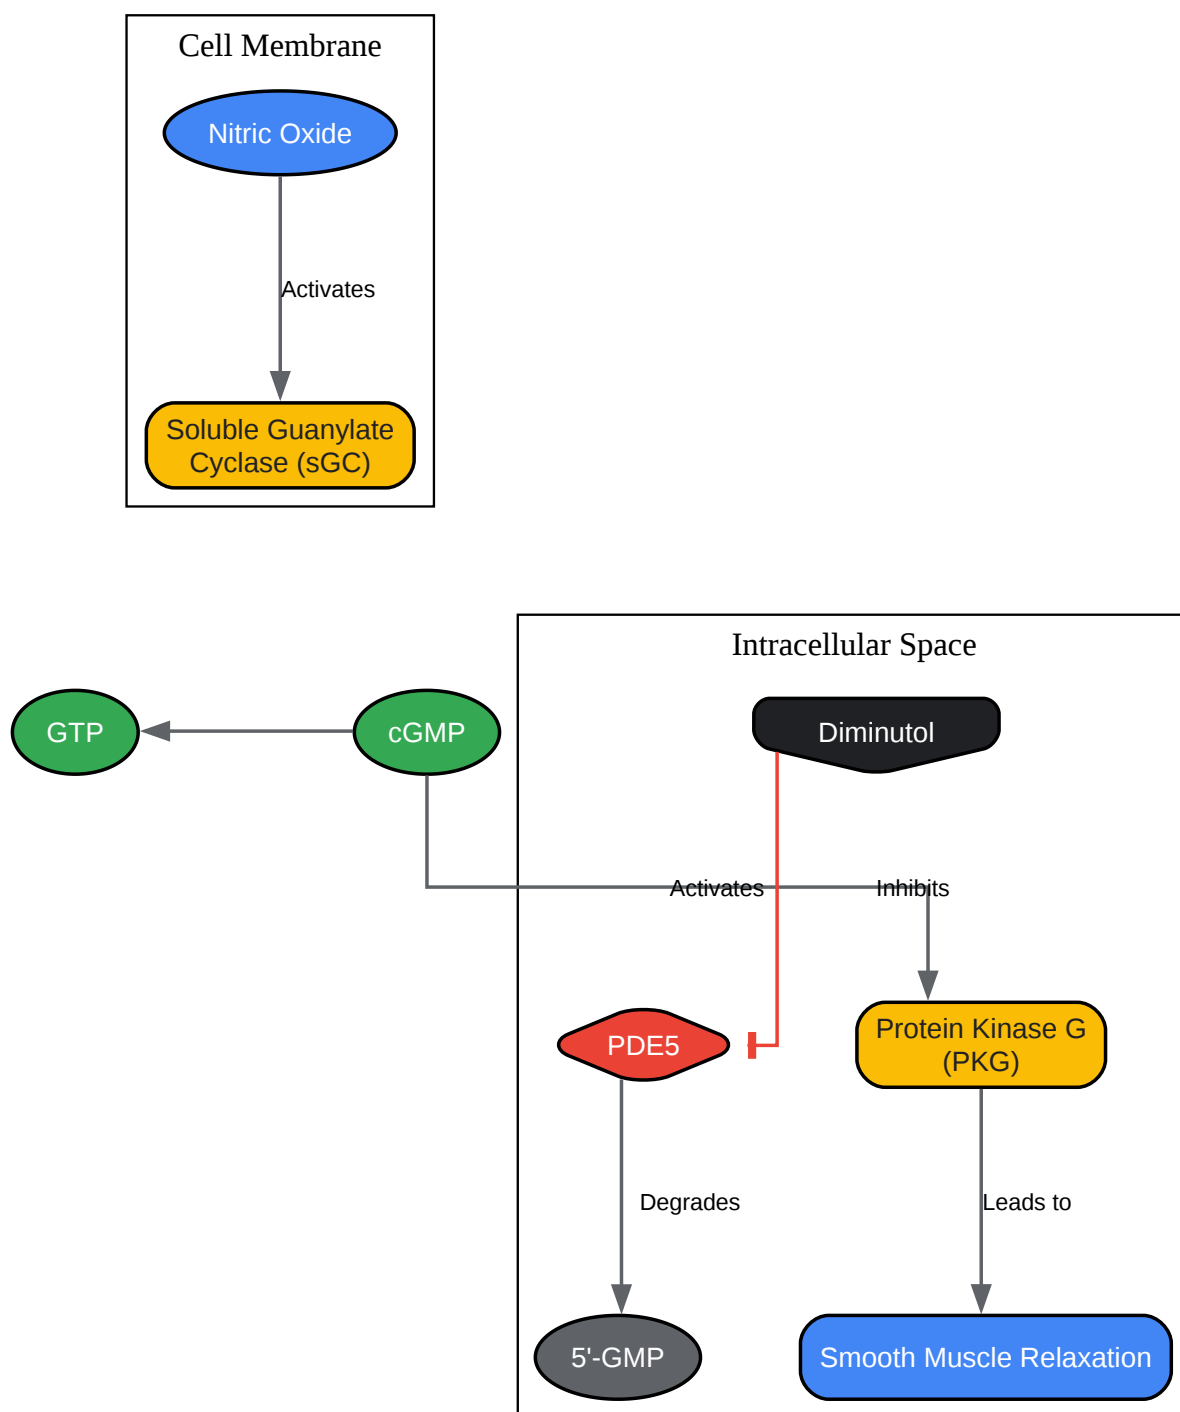 Cell Membrane
Nitric Oxide
Activates
Soluble Guanylate
Cyclase (sGC)
Intracellular Space
GTP
cGMP
Diminutol
Activates
Inhibits
PDE5
Protein Kinase G
(PKG)
Degrades
Leads to
5'-GMP
Smooth Muscle Relaxation